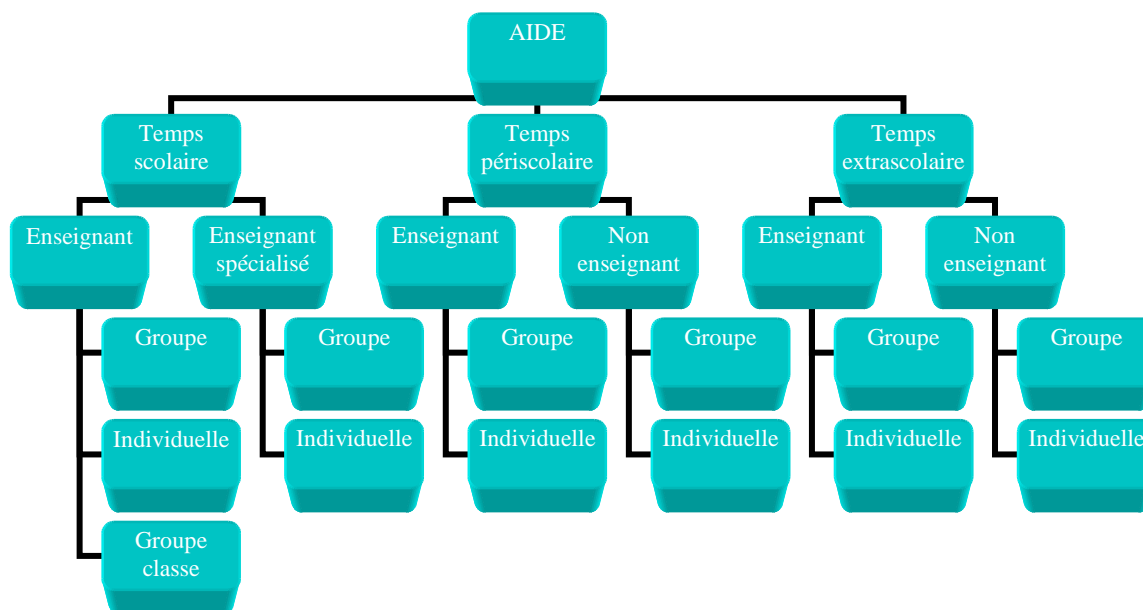 AIDE
Temps
scolaire
Temps
périscolaire
Temps
extrascolaire
Enseignant
Enseignant
spécialisé
Enseignant
Non
enseignant
Enseignant
Non
enseignant
Groupe
Groupe
Groupe
Groupe
Groupe
Groupe
Individuelle
Individuelle
Individuelle
Individuelle
Individuelle
Individuelle
Groupe
classe